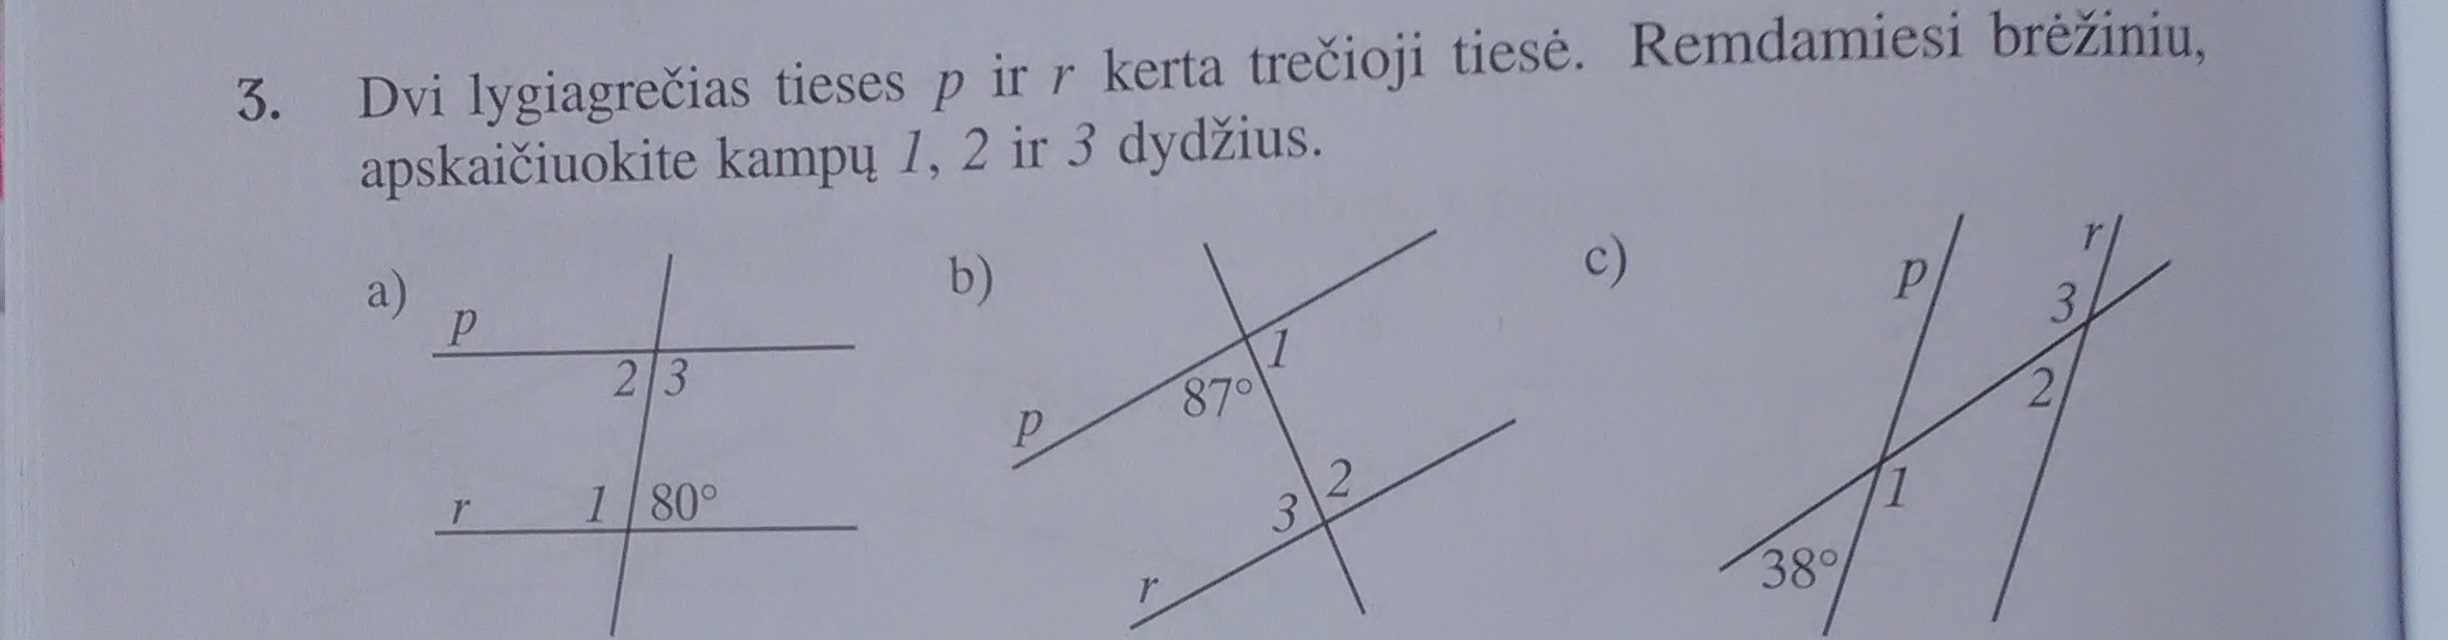 3. Dvi lygiagrečias tieses p ir r kerta trečioji tiesė. Remdamiesi brėžiniu,
apskaičiuokite kampų 1, 2 ir 3 dydžius.
a) b) c)
p
2 3
r 1 80°
1
87°
p
2
3
r
p r
3
2
1
38°